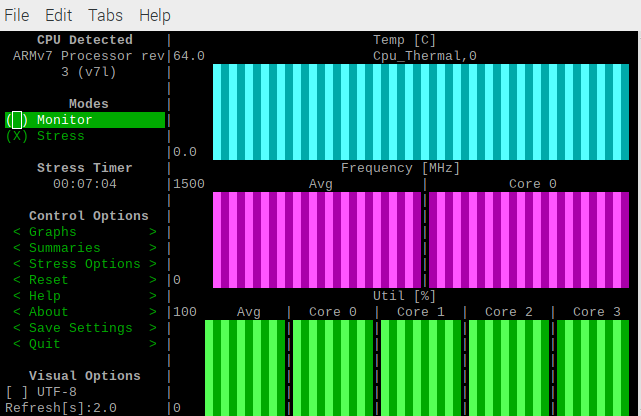 File Edit Tabs Help
CPU Detected
ARMv7 Processor rev
3 (v7l)
Modes
( ) Monitor
(X) Stress
Stress Timer
00:07:04
Control Options
< Graphs >
< Summaries >
< Stress Options >
< Reset >
< Help >
< About >
< Save Settings >
< Quit >
Visual Options
[ ] UTF-8
Refresh[s]:2.0
Temp [C]
64.0 Cpu_Thermal,0
0.0
Frequency [MHz]
1500 Avg Core 0
0
Util [%]
100 Avg Core 0 Core 1 Core 2 Core 3
0